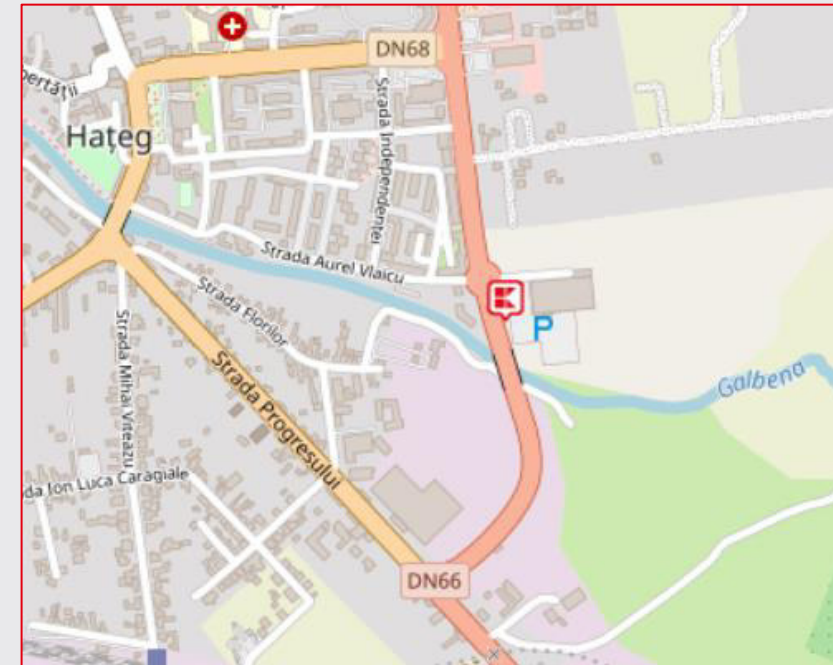 DN68
Hațeg
Strada Independenței
Strada Aurel Vlaicu
Strada Florilor
Strada Mihai Viteazu
Strada Progresului
K
P
Galbena
da Ion Luca Caragiale
DN66